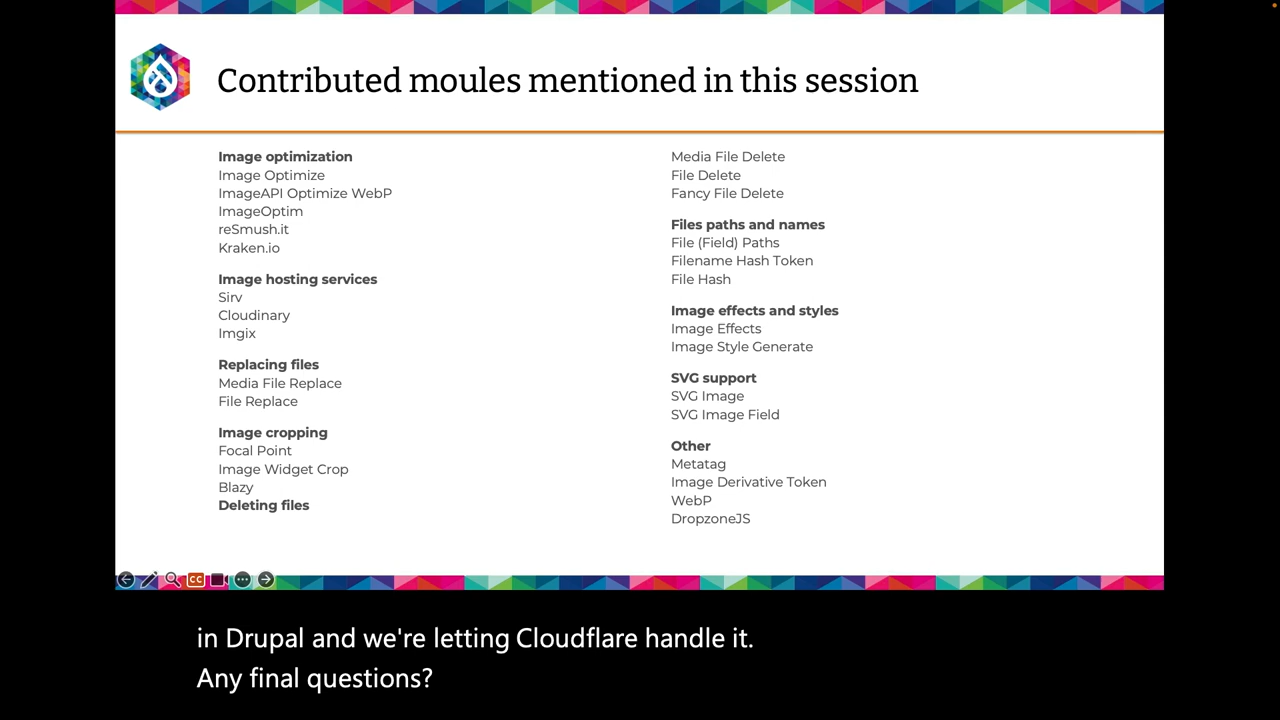 Contributed moules mentioned in this session
Image optimization
Image Optimize
ImageAPI Optimize WebP
ImageOptim
reSmush.it
Kraken.io
Image hosting services
Sirv
Cloudinary
Imgix
Replacing files
Media File Replace
File Replace
Image cropping
Focal Point
Image Widget Crop
Blazy
Deleting files
Media File Delete
File Delete
Fancy File Delete
Files paths and names
File (Field) Paths
Filename Hash Token
File Hash
Image effects and styles
Image Effects
Image Style Generate
SVG support
SVG Image
SVG Image Field
Other
Metatag
Image Derivative Token
WebP
DropzoneJS
CC
in Drupal and we're letting Cloudflare handle it.
Any final questions?